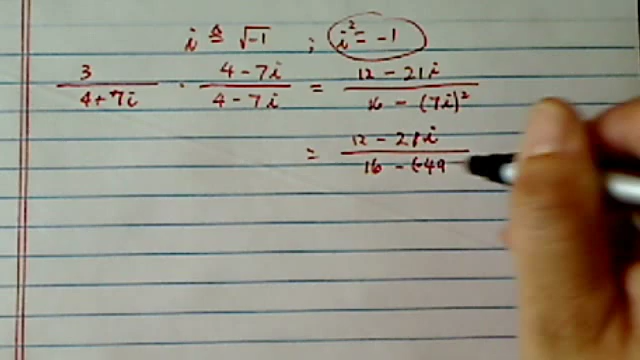 i ≜ √-1 ; i² = -1
3/(4+7i) · (4-7i)/(4-7i) = (12-21i)/(16-(7i)²)
= (12-21i)/(16-(-49